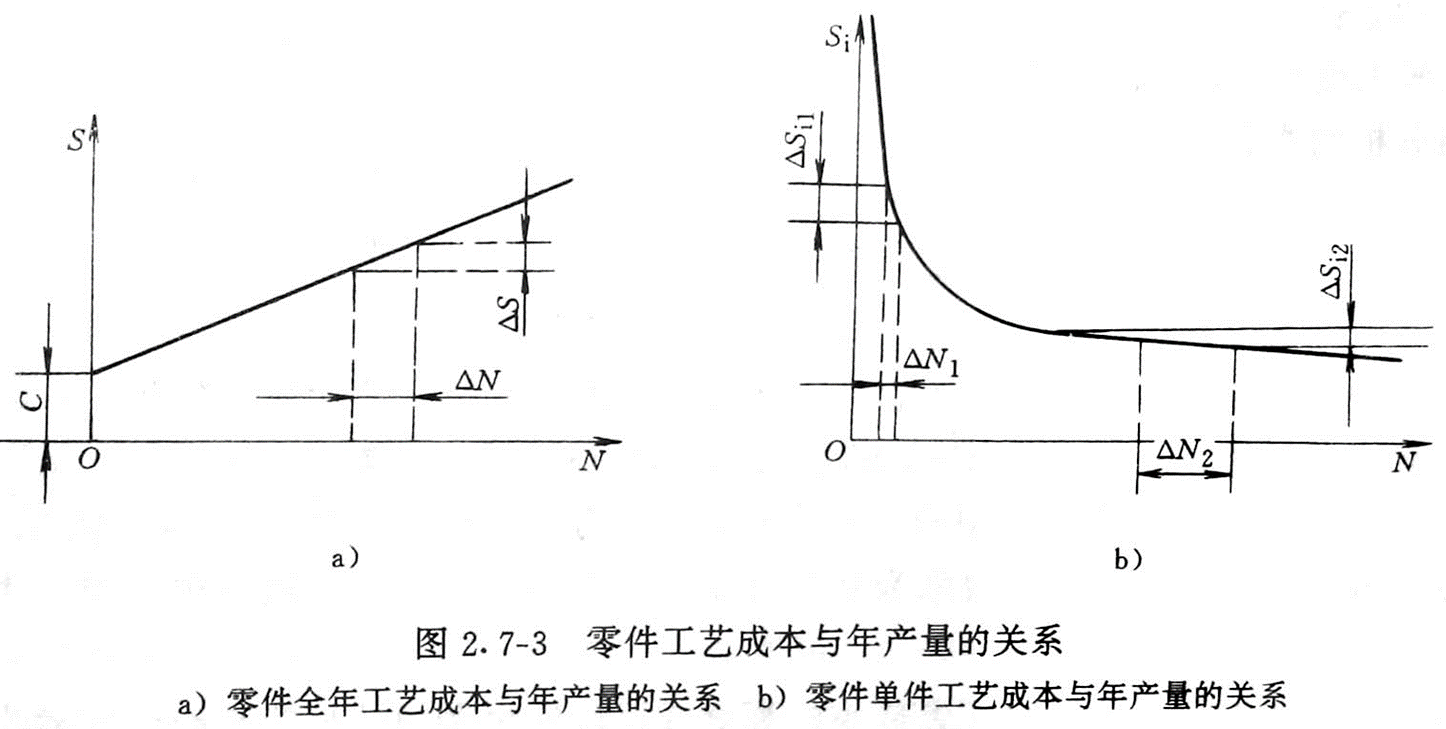 S
ΔS
ΔN
C
O
N
a)
Si
ΔSi1
ΔSi2
ΔN1
ΔN2
O
N
b)
图 2.7-3 零件工艺成本与年产量的关系
a) 零件全年工艺成本与年产量的关系 b) 零件单件工艺成本与年产量的关系